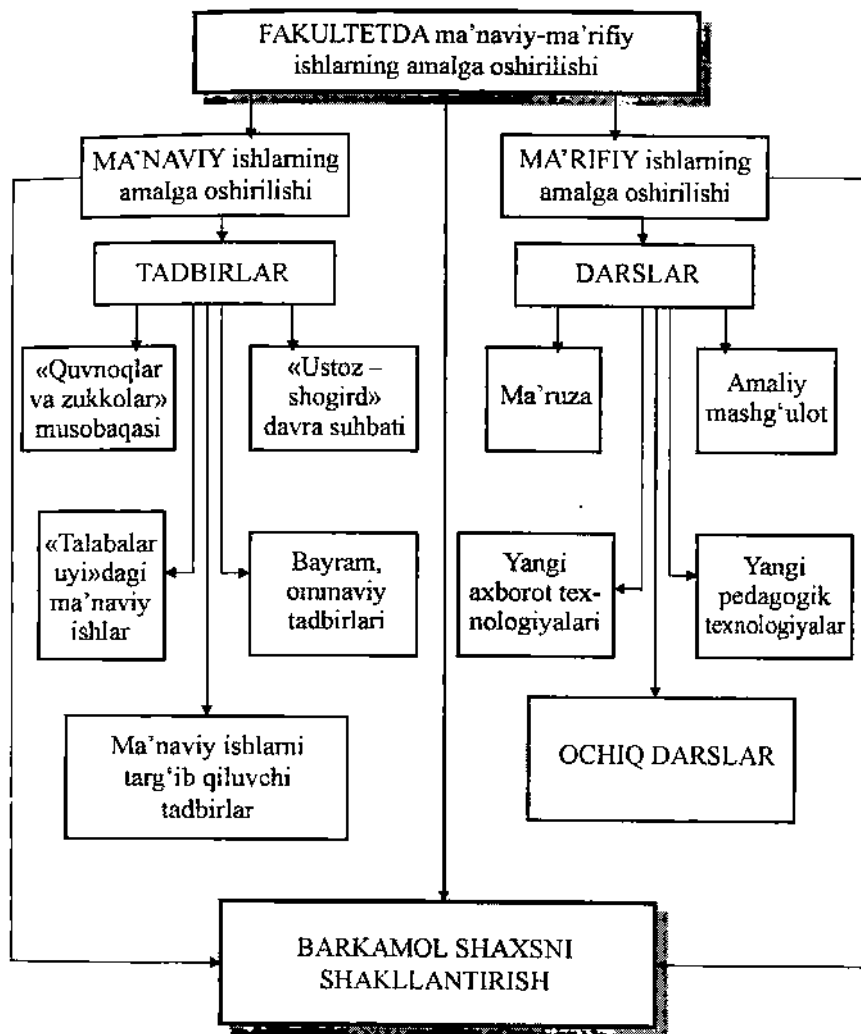 FAKULTETDA ma’naviy-ma’rifiy
ishlarning amalga oshirilishi
MA’NAVIY ishlarning
amalga oshirilishi
MA’RIFIY ishlarning
amalga oshirilishi
TADBIRLAR
DARSLAR
«Quvnoqlar
va zukkolar»
musobaqasi
«Ustoz –
shogird»
davra suhbati
Ma’ruza
Amaliy
mashg‘ulot
«Talabalar
uyi»dagi
ma’naviy
ishlar
Bayram,
ommaviy
tadbirlari
Yangi
axborot tex-
nologiyalari
Yangi
pedagogik
texnologiyalar
Ma’naviy ishlarni
targ‘ib qiluvchi
tadbirlar
OCHIQ DARSLAR
BARKAMOL SHAXSNI
SHAKLLANTIRISH